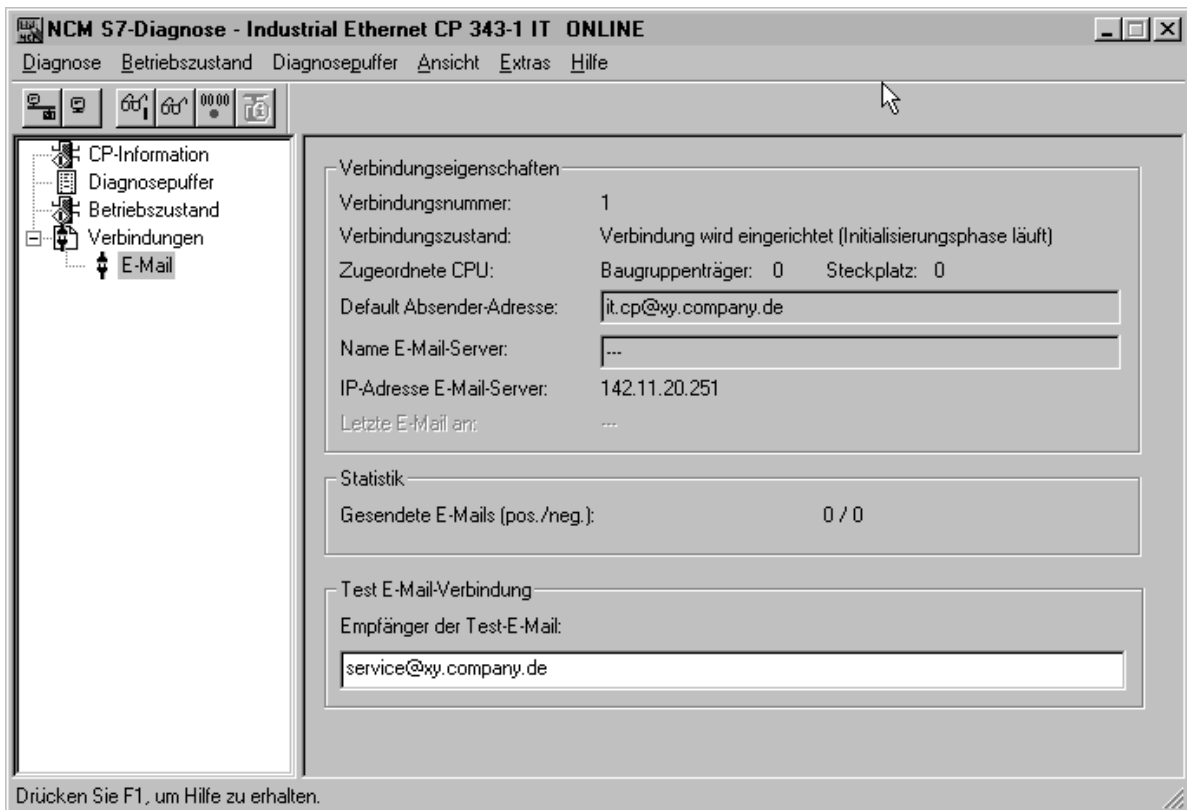 NCM S7-Diagnose - Industrial Ethernet CP 343-1 IT ONLINE
Diagnose Betriebszustand Diagnosepuffer Ansicht Extras Hilfe
CP-Information
Diagnosepuffer
Betriebszustand
Verbindungen
E-Mail
Verbindungseigenschaften
Verbindungsnummer: 1
Verbindungszustand: Verbindung wird eingerichtet (Initialisierungsphase läuft)
Zugeordnete CPU: Baugruppenträger: 0 Steckplatz: 0
Default Absender-Adresse: it.cp@xy.company.de
Name E-Mail-Server: ---
IP-Adresse E-Mail-Server: 142.11.20.251
Letzte E-Mail an: ---
Statistik
Gesendete E-Mails (pos./neg.): 0 / 0
Test E-Mail-Verbindung
Empfänger der Test-E-Mail:
service@xy.company.de
Drücken Sie F1, um Hilfe zu erhalten.